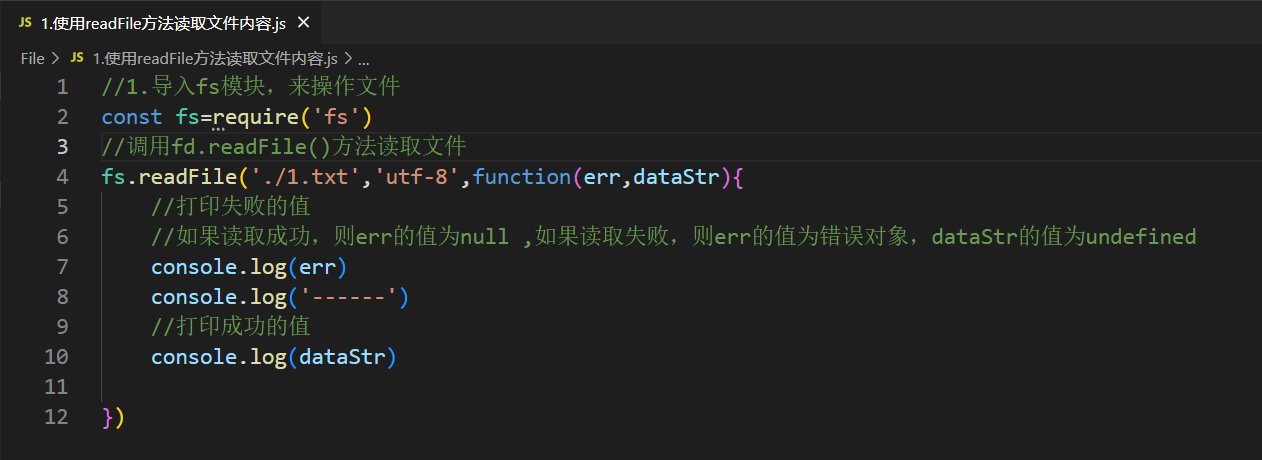 JS 1.使用readFile方法读取文件内容.js ×
File > JS 1.使用readFile方法读取文件内容.js > ...
1 //1.导入fs模块，来操作文件
2 const fs=require('fs')
3 //调用fd.readFile()方法读取文件
4 fs.readFile('./1.txt','utf-8',function(err,dataStr){
5 //打印失败的值
6 //如果读取成功，则err的值为null ,如果读取失败，则err的值为错误对象，dataStr的值为undefined
7 console.log(err)
8 console.log('------')
9 //打印成功的值
10 console.log(dataStr)
11
12 })